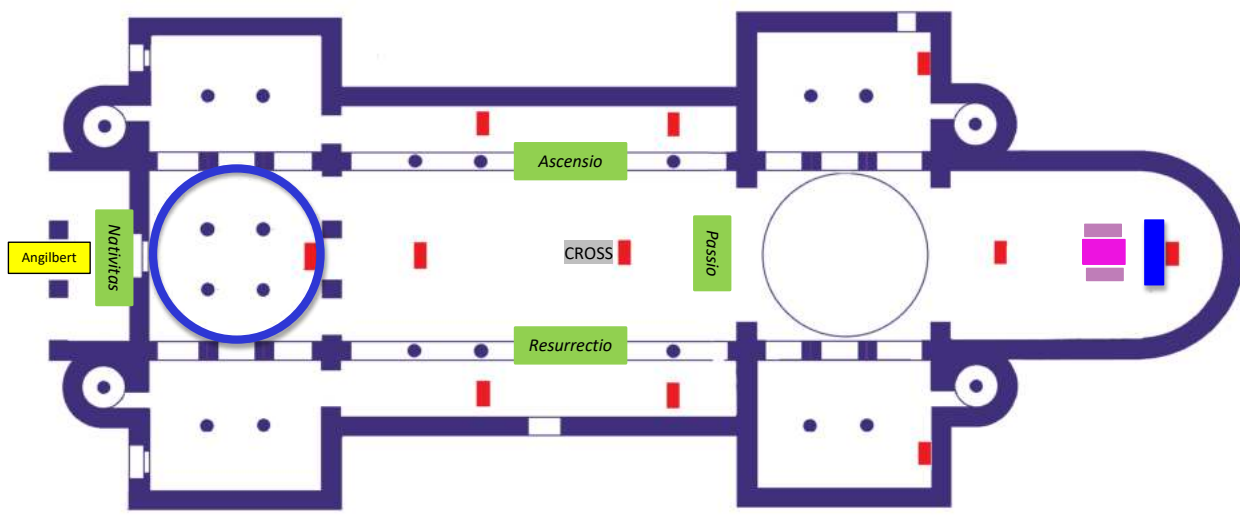 Ascensio
Angilbert
Nativitas
CROSS
Passio
Resurrectio